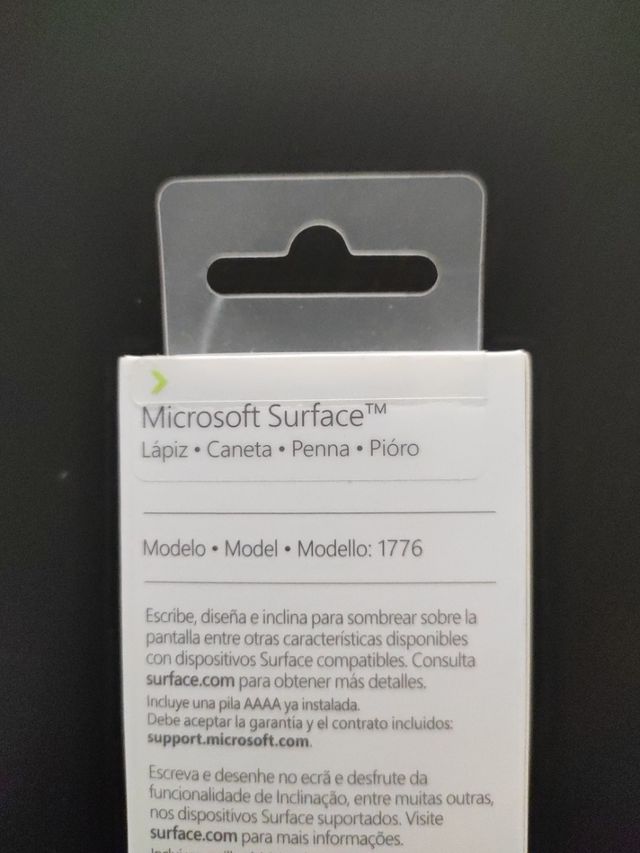 Microsoft Surface™
Lápiz • Caneta • Penna • Pióro
Modelo • Model • Modello: 1776
Escribe, diseña e inclina para sombrear sobre la
pantalla entre otras características disponibles
con dispositivos Surface compatibles. Consulta
surface.com para obtener más detalles.
Incluye una pila AAAA ya instalada.
Debe aceptar la garantía y el contrato incluidos:
support.microsoft.com.
Escreva e desenhe no ecrã e desfrute da
funcionalidade de Inclinação, entre muitas outras,
nos dispositivos Surface suportados. Visite
surface.com para mais informações.